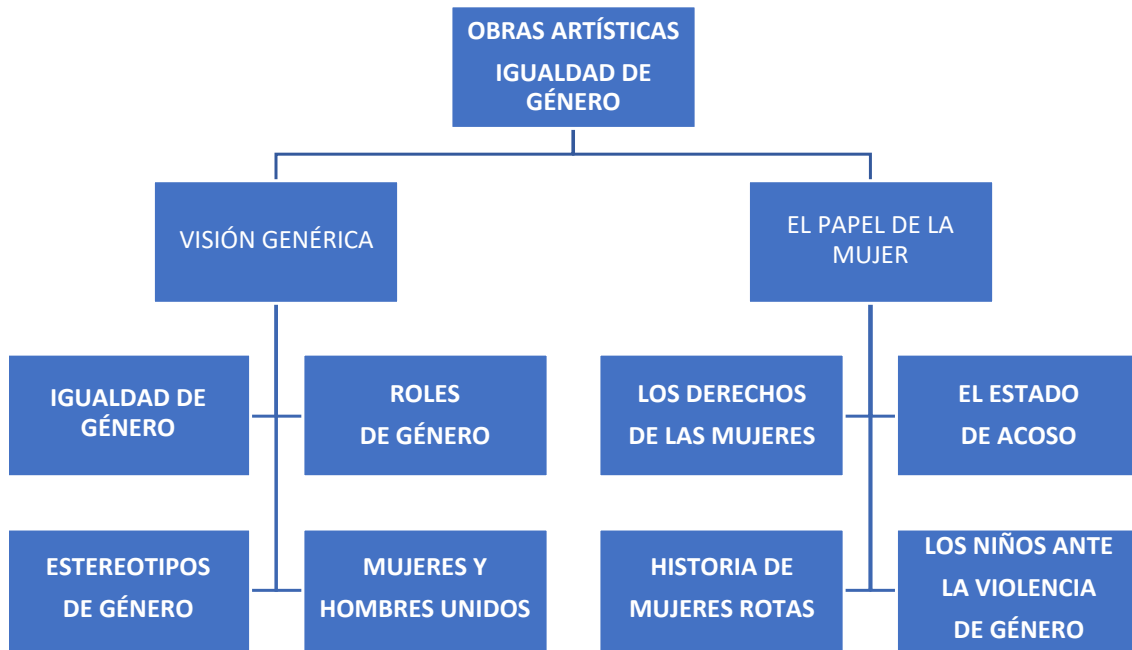 OBRAS ARTÍSTICAS
IGUALDAD DE
GÉNERO
VISIÓN GENÉRICA
EL PAPEL DE LA
MUJER
IGUALDAD DE
GÉNERO
ROLES
DE GÉNERO
LOS DERECHOS
DE LAS MUJERES
EL ESTADO
DE ACOSO
ESTEREOTIPOS
DE GÉNERO
MUJERES Y
HOMBRES UNIDOS
HISTORIA DE
MUJERES ROTAS
LOS NIÑOS ANTE
LA VIOLENCIA
DE GÉNERO